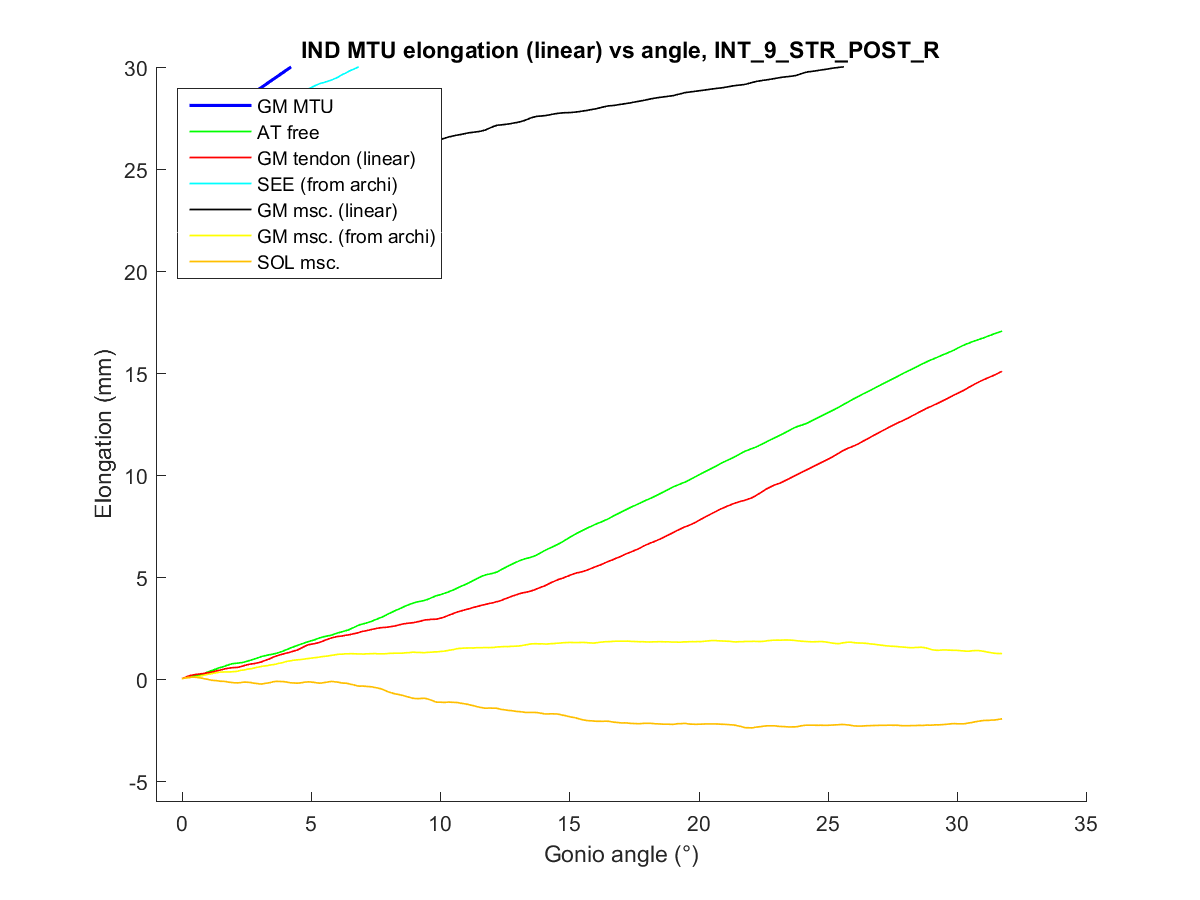 IND MTU elongation (linear) vs angle, INT_9_STR_POST_R
30
25
20
15
10
5
0
-5
Elongation (mm)
GM MTU
AT free
GM tendon (linear)
SEE (from archi)
GM msc. (linear)
GM msc. (from archi)
SOL msc.
0 5 10 15 20 25 30 35
Gonio angle (°)